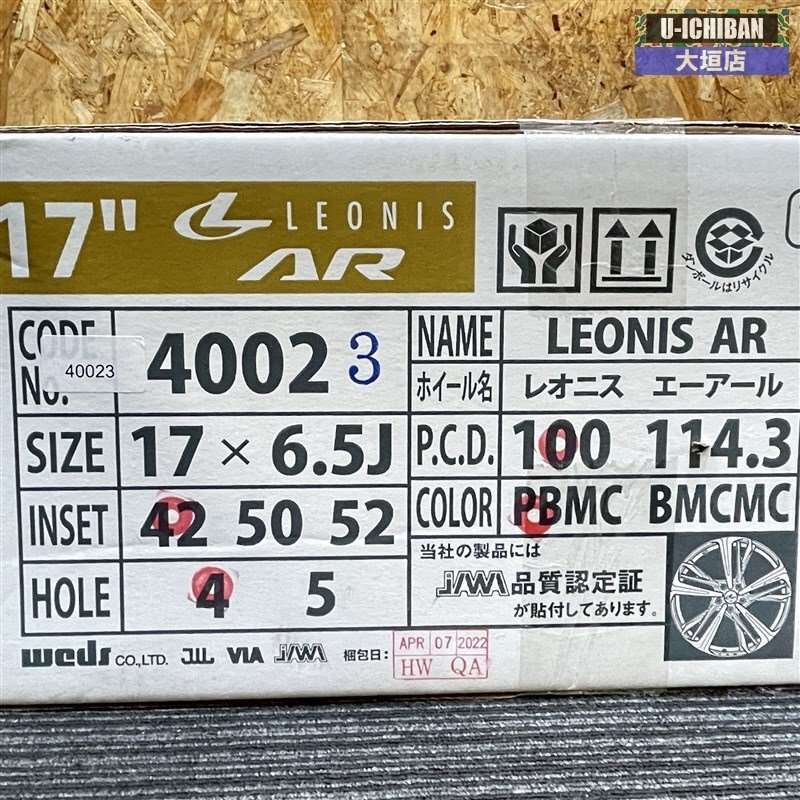 U-ICHIBAN
大垣店
17" LEONIS
AR
ダンボールはリサイクル
CODE No. 40023 40023
SIZE 17 × 6.5J
INSET 42 50 52
HOLE 4 5
NAME LEONIS AR
ホイール名 レオニス エーアール
P.C.D. 100 114.3
COLOR PBMC BMCMC
当社の製品には
JAWA 品質認定証
が貼付してあります。
weds CO.,LTD. JWL VIA JAWA 梱包日: APR 07 2022
HW QA